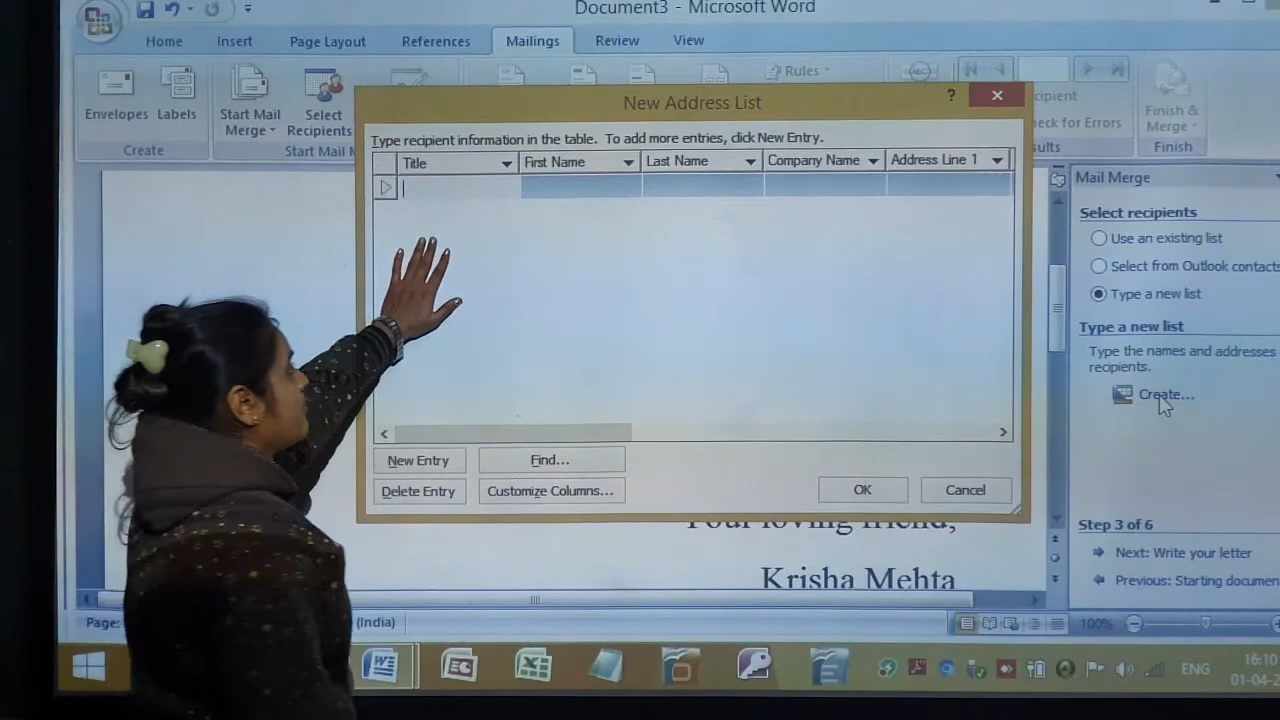 Document3 - Microsoft Word
Home Insert Page Layout References Mailings Review View
Rules
Envelopes Labels Start Mail Merge Select Recipients Finish & Merge
Create Start Mail M Finish
New Address List
?
Type recipient information in the table. To add more entries, click New Entry.
Title First Name Last Name Company Name Address Line 1
New Entry Find...
Delete Entry Customize Columns...
OK Cancel
Mail Merge
Select recipients
Use an existing list
Select from Outlook contacts
Type a new list
Type a new list
Type the names and addresses
recipients.
Create...
Step 3 of 6
Next: Write your letter
Previous: Starting documen
Your loving friend,
Krisha Mehta
Page: (India) 100%
ENG 16:10
01-04-2